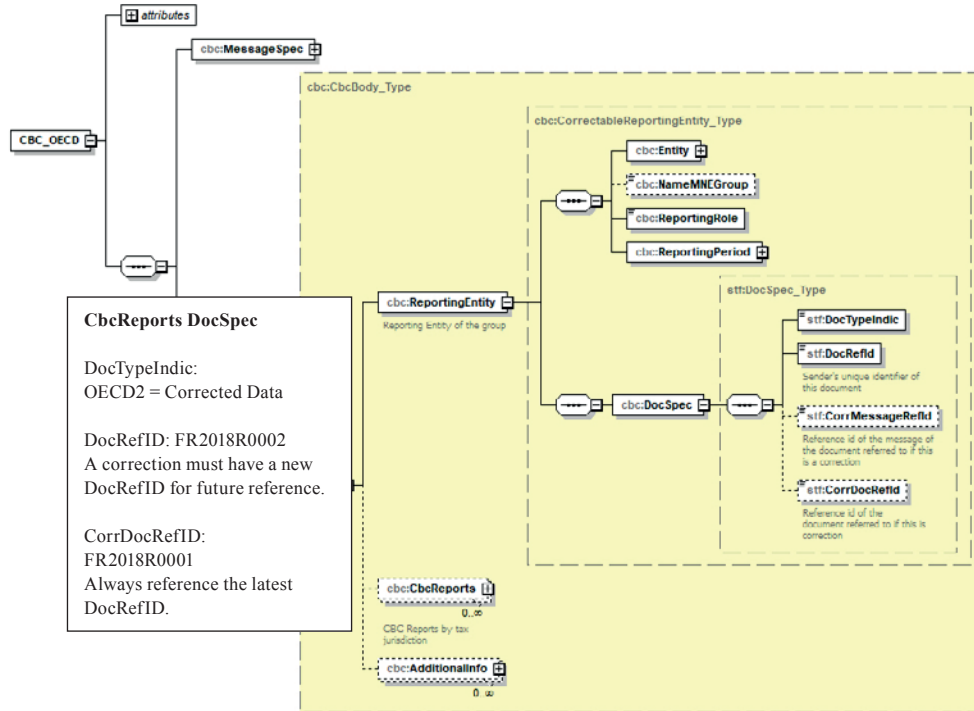 attributes
cbc:MessageSpec
CBC_OECD
cbc:CbcBody_Type
cbc:CorrectableReportingEntity_Type
cbc:Entity
cbc:NameMNEGroup
cbc:ReportingRole
cbc:ReportingPeriod
cbc:ReportingEntity
Reporting Entity of the group
stf:DocSpec_Type
stf:DocTypeIndic
stf:DocRefId
Sender's unique identifier of
this document
cbc:DocSpec
stf:CorrMessageRefId
Reference id of the message of
the document referred to if this
is a correction
stf:CorrDocRefId
Reference id of the
document referred to if this is
correction
cbc:CbcReports
0..∞
CBC Reports by tax
jurisdiction
cbc:AdditionalInfo
0..∞
CbcReports DocSpec
DocTypeIndic:
OECD2 = Corrected Data
DocRefID: FR2018R0002
A correction must have a new
DocRefID for future reference.
CorrDocRefID:
FR2018R0001
Always reference the latest
DocRefID.